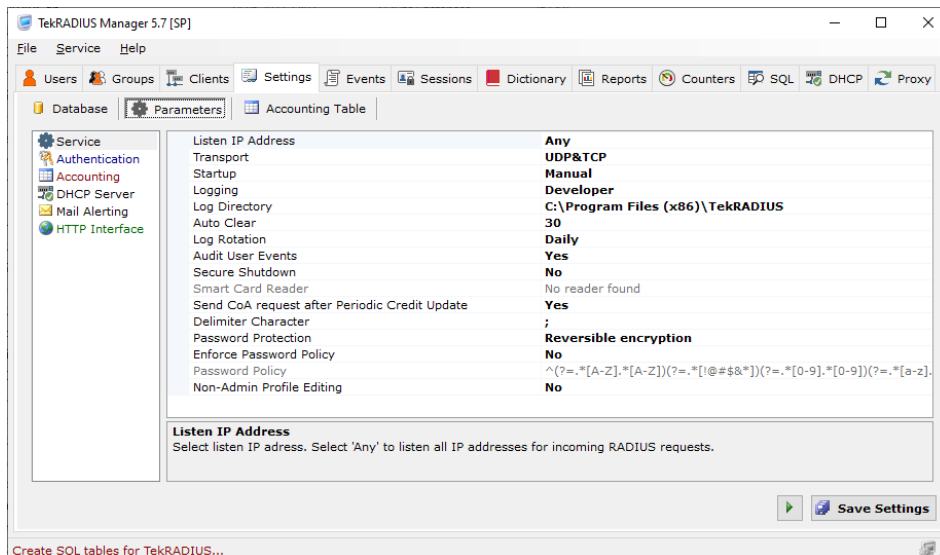 TekRADIUS Manager 5.7 [SP]
File Service Help
Users Groups Clients Settings Events Sessions Dictionary Reports Counters SQL DHCP Proxy
Database Parameters Accounting Table
Service
Authentication
Accounting
DHCP Server
Mail Alerting
HTTP Interface
Listen IP Address Any
Transport UDP&TCP
Startup Manual
Logging Developer
Log Directory C:\Program Files (x86)\TekRADIUS
Auto Clear 30
Log Rotation Daily
Audit User Events Yes
Secure Shutdown No
Smart Card Reader No reader found
Send CoA request after Periodic Credit Update Yes
Delimiter Character ;
Password Protection Reversible encryption
Enforce Password Policy No
Password Policy ^(?=.*[A-Z].*[A-Z])(?=.*[!@#$&*])(?=.*[0-9].*[0-9])(?=.*[a-z].
Non-Admin Profile Editing No
Listen IP Address
Select listen IP adress. Select 'Any' to listen all IP addresses for incoming RADIUS requests.
Save Settings
Create SQL tables for TekRADIUS...